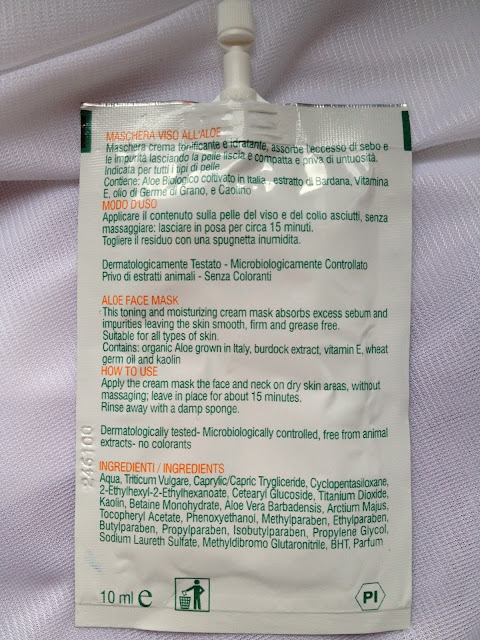 MASCHERA VISO ALL'ALOE
Maschera crema tonificante e idratante, assorbe l'eccesso di sebo e
le impurità lasciando la pelle liscia e compatta e priva di untuosità.
Indicata per tutti i tipi di pelle.
Contiene: Aloe Biologico coltivato in Italia, estratto di Bardana, Vitamina
E, olio di Germe di Grano, e Caolino
MODO D'USO
Applicare il contenuto sulla pelle del viso e del collo asciutti, senza
massaggiare: lasciare in posa per circa 15 minuti.
Togliere il residuo con una spugnetta inumidita.
Dermatologicamente Testato - Microbiologicamente Controllato
Privo di estratti animali - Senza Coloranti
ALOE FACE MASK
This toning and moisturizing cream mask absorbs excess sebum and
impurities leaving the skin smooth, firm and grease free.
Suitable for all types of skin.
Contains: organic Aloe grown in Italy, burdock extract, vitamin E, wheat
germ oil and kaolin
HOW TO USE
Apply the cream mask the face and neck on dry skin areas, without
massaging; leave in place for about 15 minutes.
Rinse away with a damp sponge.
Dermatologically tested- Microbiologically controlled, free from animal
extracts- no colorants
246100
INGREDIENTI / INGREDIENTS
Aqua, Triticum Vulgare, Caprylic/Capric Trygliceride, Cyclopentasiloxane,
2-Ethylhexyl-2-Ethylhexanoate, Cetearyl Glucoside, Titanium Dioxide,
Kaolin, Betaine Monohydrate, Aloe Vera Barbadensis, Arctium Majus,
Tocopheryl Acetate, Phenoxyethanol, Methylparaben, Ethylparaben,
Butylparaben, Propylparaben, Isobutylparaben, Propylene Glycol,
Sodium Laureth Sulfate, Methyldibromo Glutaronitrile, BHT, Parfum
10 ml e
PI